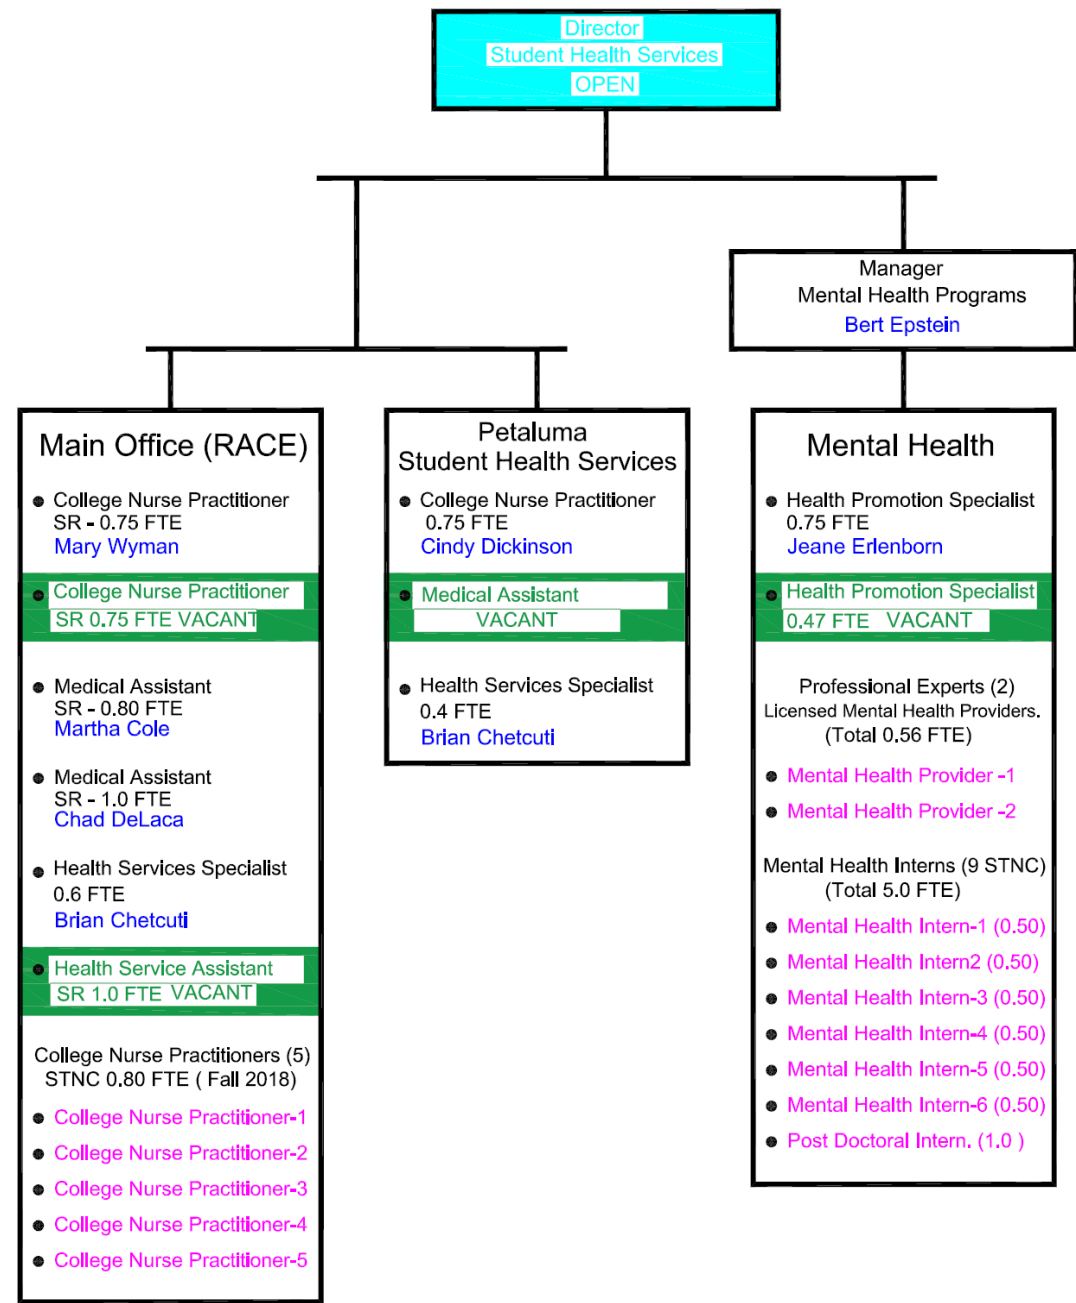 Director
Student Health Services
OPEN
Manager
Mental Health Programs
Bert Epstein
Main Office (RACE)
College Nurse Practitioner
SR - 0.75 FTE
Mary Wyman
College Nurse Practitioner
SR 0.75 FTE VACANT
Medical Assistant
SR - 0.80 FTE
Martha Cole
Medical Assistant
SR - 1.0 FTE
Chad DeLaca
Health Services Specialist
0.6 FTE
Brian Chetcuti
Health Service Assistant
SR 1.0 FTE VACANT
College Nurse Practitioners (5)
STNC 0.80 FTE ( Fall 2018)
College Nurse Practitioner-1
College Nurse Practitioner-2
College Nurse Practitioner-3
College Nurse Practitioner-4
College Nurse Practitioner-5
Petaluma
Student Health Services
College Nurse Practitioner
0.75 FTE
Cindy Dickinson
Medical Assistant
VACANT
Health Services Specialist
0.4 FTE
Brian Chetcuti
Mental Health
Health Promotion Specialist
0.75 FTE
Jeane Erlenborn
Health Promotion Specialist
0.47 FTE VACANT
Professional Experts (2)
Licensed Mental Health Providers.
(Total 0.56 FTE)
Mental Health Provider -1
Mental Health Provider -2
Mental Health Interns (9 STNC)
(Total 5.0 FTE)
Mental Health Intern-1 (0.50)
Mental Health Intern2 (0.50)
Mental Health Intern-3 (0.50)
Mental Health Intern-4 (0.50)
Mental Health Intern-5 (0.50)
Mental Health Intern-6 (0.50)
Post Doctoral Intern. (1.0 )